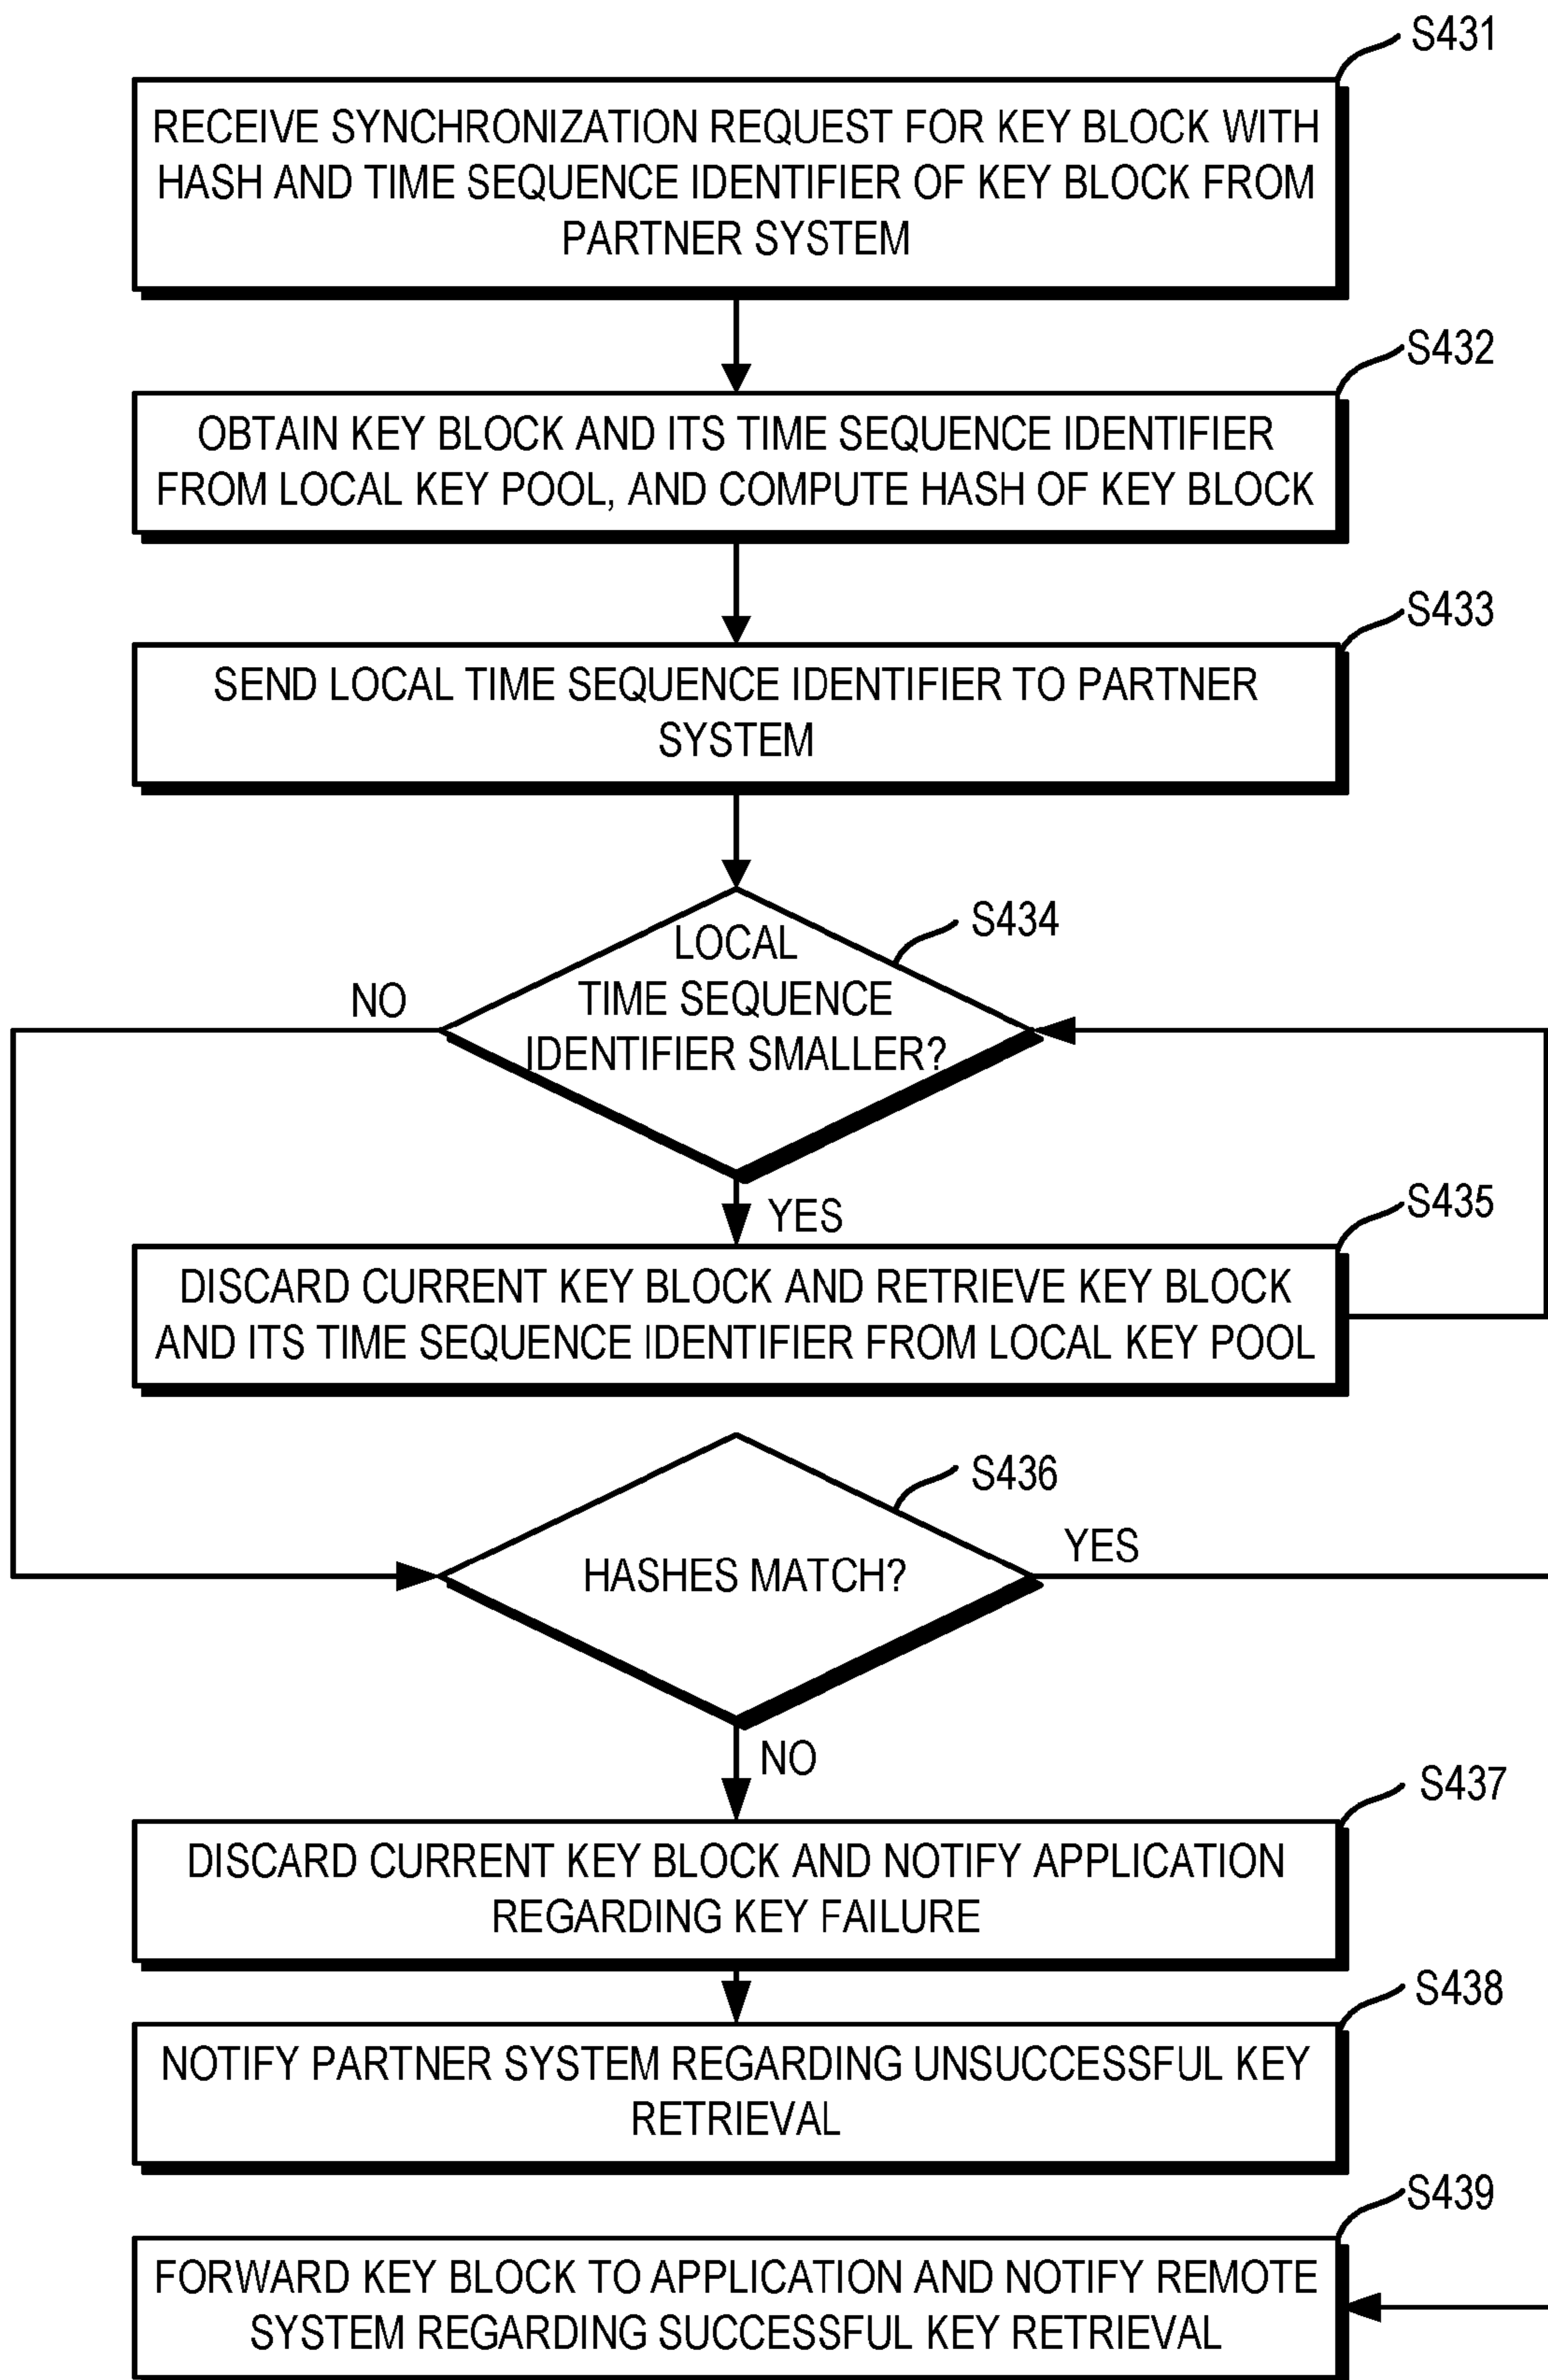 S431
RECEIVE SYNCHRONIZATION REQUEST FOR KEY BLOCK WITH
HASH AND TIME SEQUENCE IDENTIFIER OF KEY BLOCK FROM
PARTNER SYSTEM
S432
OBTAIN KEY BLOCK AND ITS TIME SEQUENCE IDENTIFIER
FROM LOCAL KEY POOL, AND COMPUTE HASH OF KEY BLOCK
S433
SEND LOCAL TIME SEQUENCE IDENTIFIER TO PARTNER
SYSTEM
S434
LOCAL
TIME SEQUENCE
IDENTIFIER SMALLER?
NO
YES
S435
DISCARD CURRENT KEY BLOCK AND RETRIEVE KEY BLOCK
AND ITS TIME SEQUENCE IDENTIFIER FROM LOCAL KEY POOL
S436
HASHES MATCH?
YES
NO
S437
DISCARD CURRENT KEY BLOCK AND NOTIFY APPLICATION
REGARDING KEY FAILURE
S438
NOTIFY PARTNER SYSTEM REGARDING UNSUCCESSFUL KEY
RETRIEVAL
S439
FORWARD KEY BLOCK TO APPLICATION AND NOTIFY REMOTE
SYSTEM REGARDING SUCCESSFUL KEY RETRIEVAL